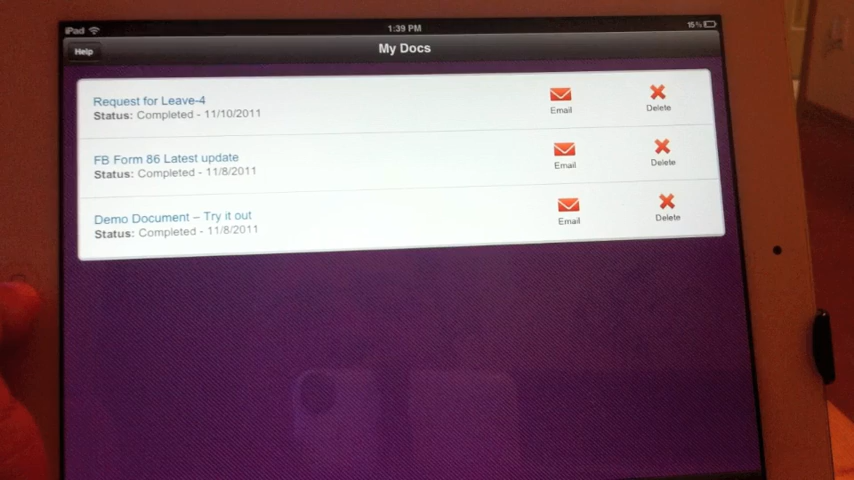 iPad 1:39 PM 15%
Help My Docs
Request for Leave-4
Status: Completed - 11/10/2011
Email Delete
FB Form 86 Latest update
Status: Completed - 11/8/2011
Email Delete
Demo Document – Try it out
Status: Completed - 11/8/2011
Email Delete